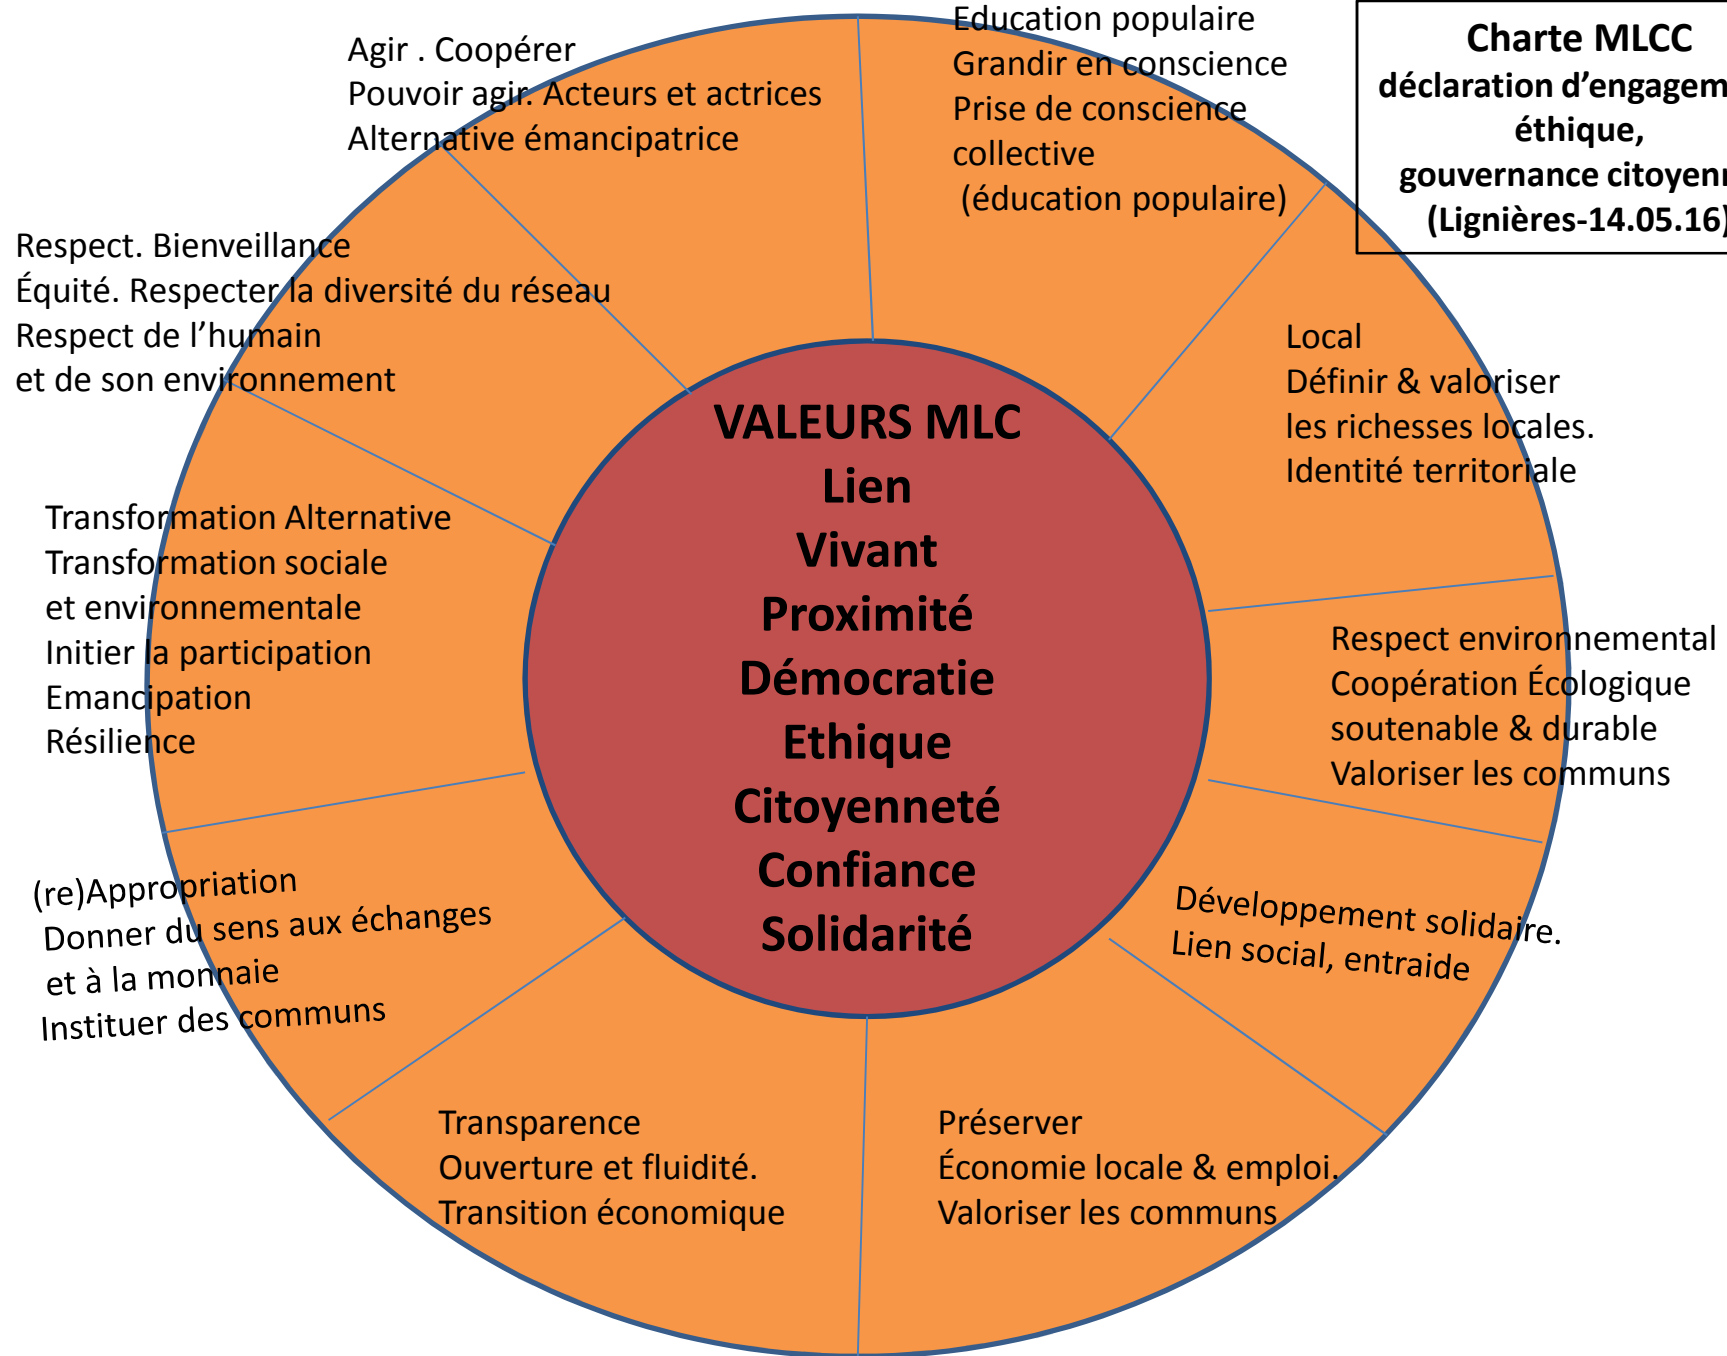 Agir . Coopérer
Pouvoir agir. Acteurs et actrices
Alternative émancipatrice
Education populaire
Grandir en conscience
Prise de conscience
collective
(éducation populaire)
Charte MLCC
déclaration d’engagem
éthique,
gouvernance citoyenn
(Lignières-14.05.16)
Respect. Bienveillance
Équité. Respecter la diversité du réseau
Respect de l’humain
et de son environnement
Local
Définir & valoriser
les richesses locales.
Identité territoriale
VALEURS MLC
Lien
Vivant
Proximité
Démocratie
Ethique
Citoyenneté
Confiance
Solidarité
Transformation Alternative
Transformation sociale
et environnementale
Initier la participation
Emancipation
Résilience
Respect environnemental
Coopération Écologique
soutenable & durable
Valoriser les communs
(re)Appropriation
Donner du sens aux échanges
et à la monnaie
Instituer des communs
Développement solidaire.
Lien social, entraide
Transparence
Ouverture et fluidité.
Transition économique
Préserver
Économie locale & emploi.
Valoriser les communs